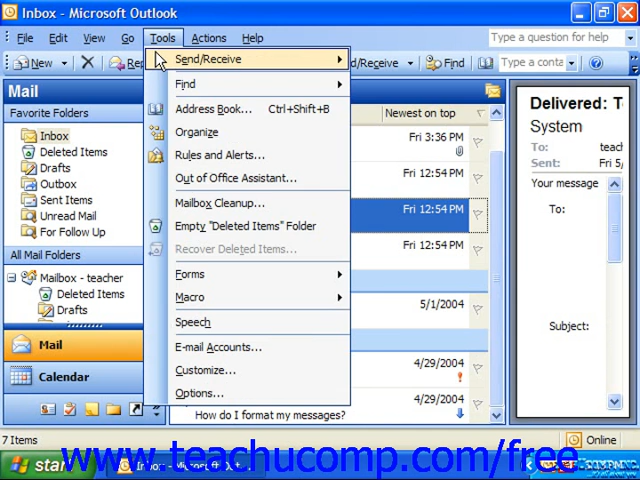 Inbox - Microsoft Outlook
File Edit View Go Tools Actions Help Type a question for help
New Rep d/Receive Find Type a conta
Mail
Favorite Folders
Inbox
Deleted Items
Drafts
Outbox
Sent Items
Unread Mail
For Follow Up
All Mail Folders
Mailbox - teacher
Deleted Items
Drafts
Mail
Calendar
Send/Receive
Find
Address Book... Ctrl+Shift+B
Organize
Rules and Alerts...
Out of Office Assistant...
Mailbox Cleanup...
Empty "Deleted Items" Folder
Recover Deleted Items...
Forms
Macro
Speech
E-mail Accounts...
Customize...
Options...
Newest on top
Fri 3:36 PM
Fri 12:54 PM
Fri 12:54 PM
Fri 12:54 PM
5/1/2004
4/29/2004
4/29/2004
How do I format my messages?
Delivered: T
System
To: teach
Sent: Fri 5/
Your message
To:
Subject:
7 Items Online
start Inbox - Microsoft Out...
www.teachucomp.com/free